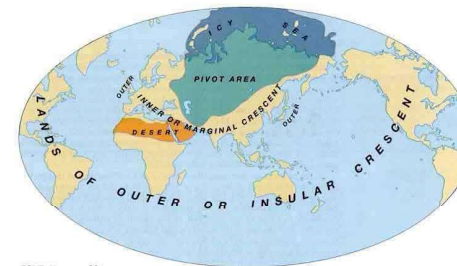 ICY SEA
PIVOT AREA
OUTER
INNER OR MARGINAL CRESCENT
OUTER
DESERT
LANDS OF OUTER OR INSULAR CRESCENT